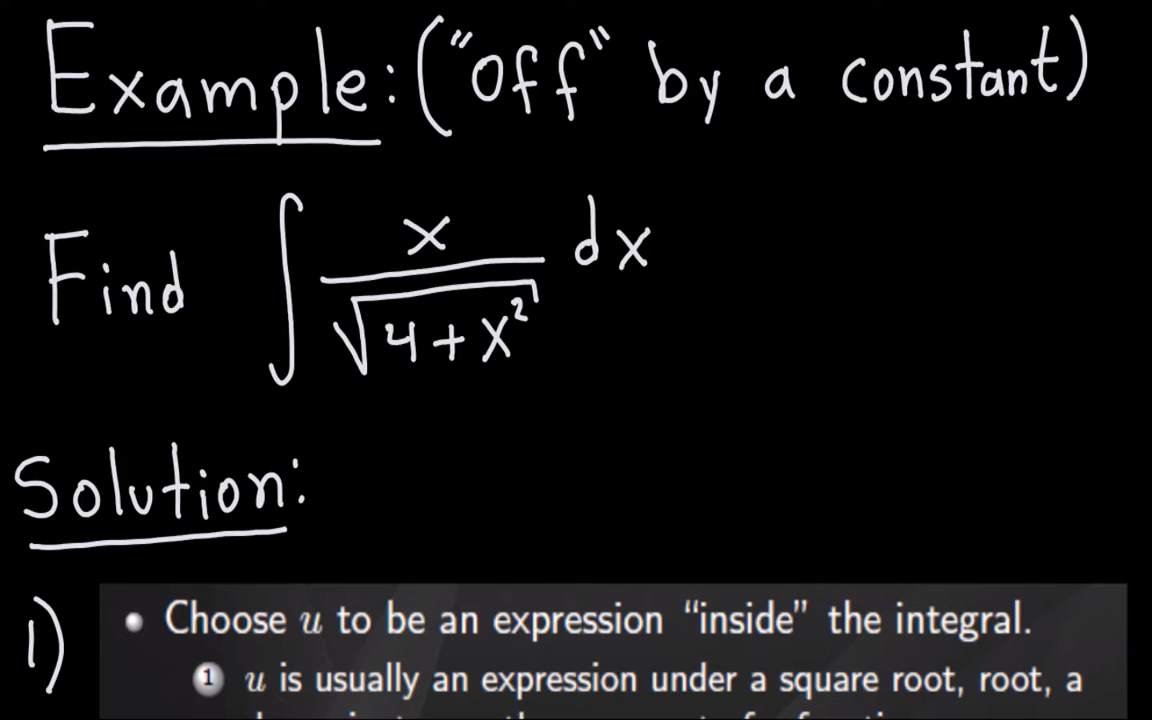 Example: ("Off" by a constant)
Find ∫ x/√(4+x²) dx
Solution:
1) • Choose u to be an expression “inside” the integral.
1 u is usually an expression under a square root, root, a